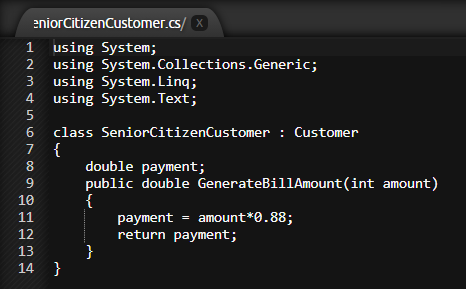 eniorCitizenCustomer.cs/ x
1 using System;
2 using System.Collections.Generic;
3 using System.Linq;
4 using System.Text;
5
6 class SeniorCitizenCustomer : Customer
7 {
8     double payment;
9     public double GenerateBillAmount(int amount)
10     {
11         payment = amount*0.88;
12         return payment;
13     }
14 }